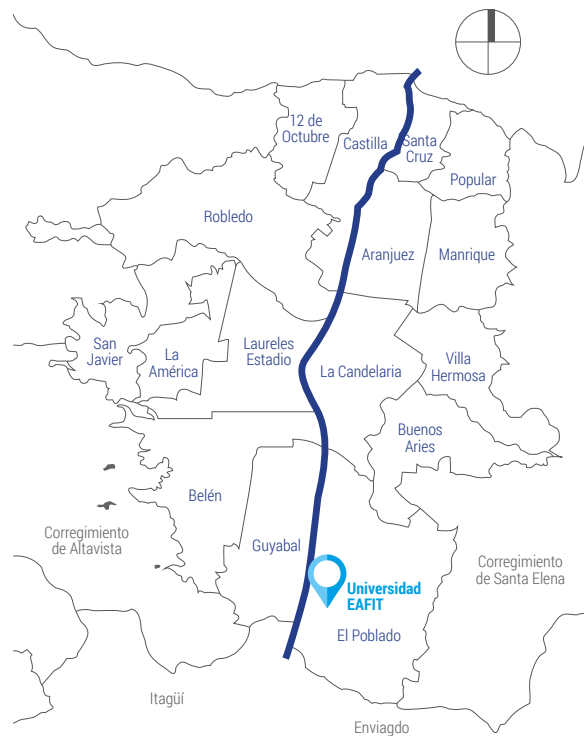 12 de
Octubre
Castilla
Santa
Cruz
Popular
Robledo
Aranjuez
Manrique
San
Javier
La
América
Laureles
Estadio
La Candelaria
Villa
Hermosa
Buenos
Aries
Belén
Guyabal
Corregimiento
de Altavista
Corregimiento
de Santa Elena
Universidad
EAFIT
El Poblado
Itagüí
Enviagdo